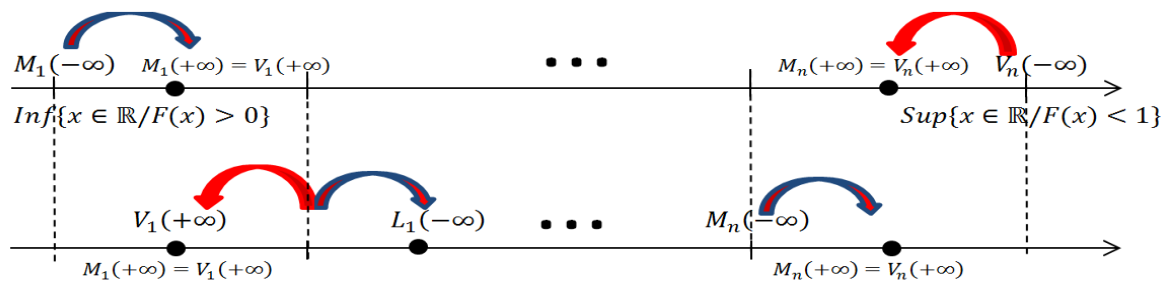 M₁(−∞) M₁(+∞) = V₁(+∞) ... Mₙ(+∞) = Vₙ(+∞) Vₙ(−∞)
Inf{x ∈ ℝ/F(x) > 0} Sup{x ∈ ℝ/F(x) < 1}
V₁(+∞) L₁(−∞) ... Mₙ(−∞)
M₁(+∞) = V₁(+∞) Mₙ(+∞) = Vₙ(+∞)